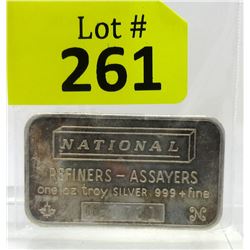 Lot #
261
NATIONAL
REFINERS - ASSAYERS
one oz troy SILVER .999 + fine
N